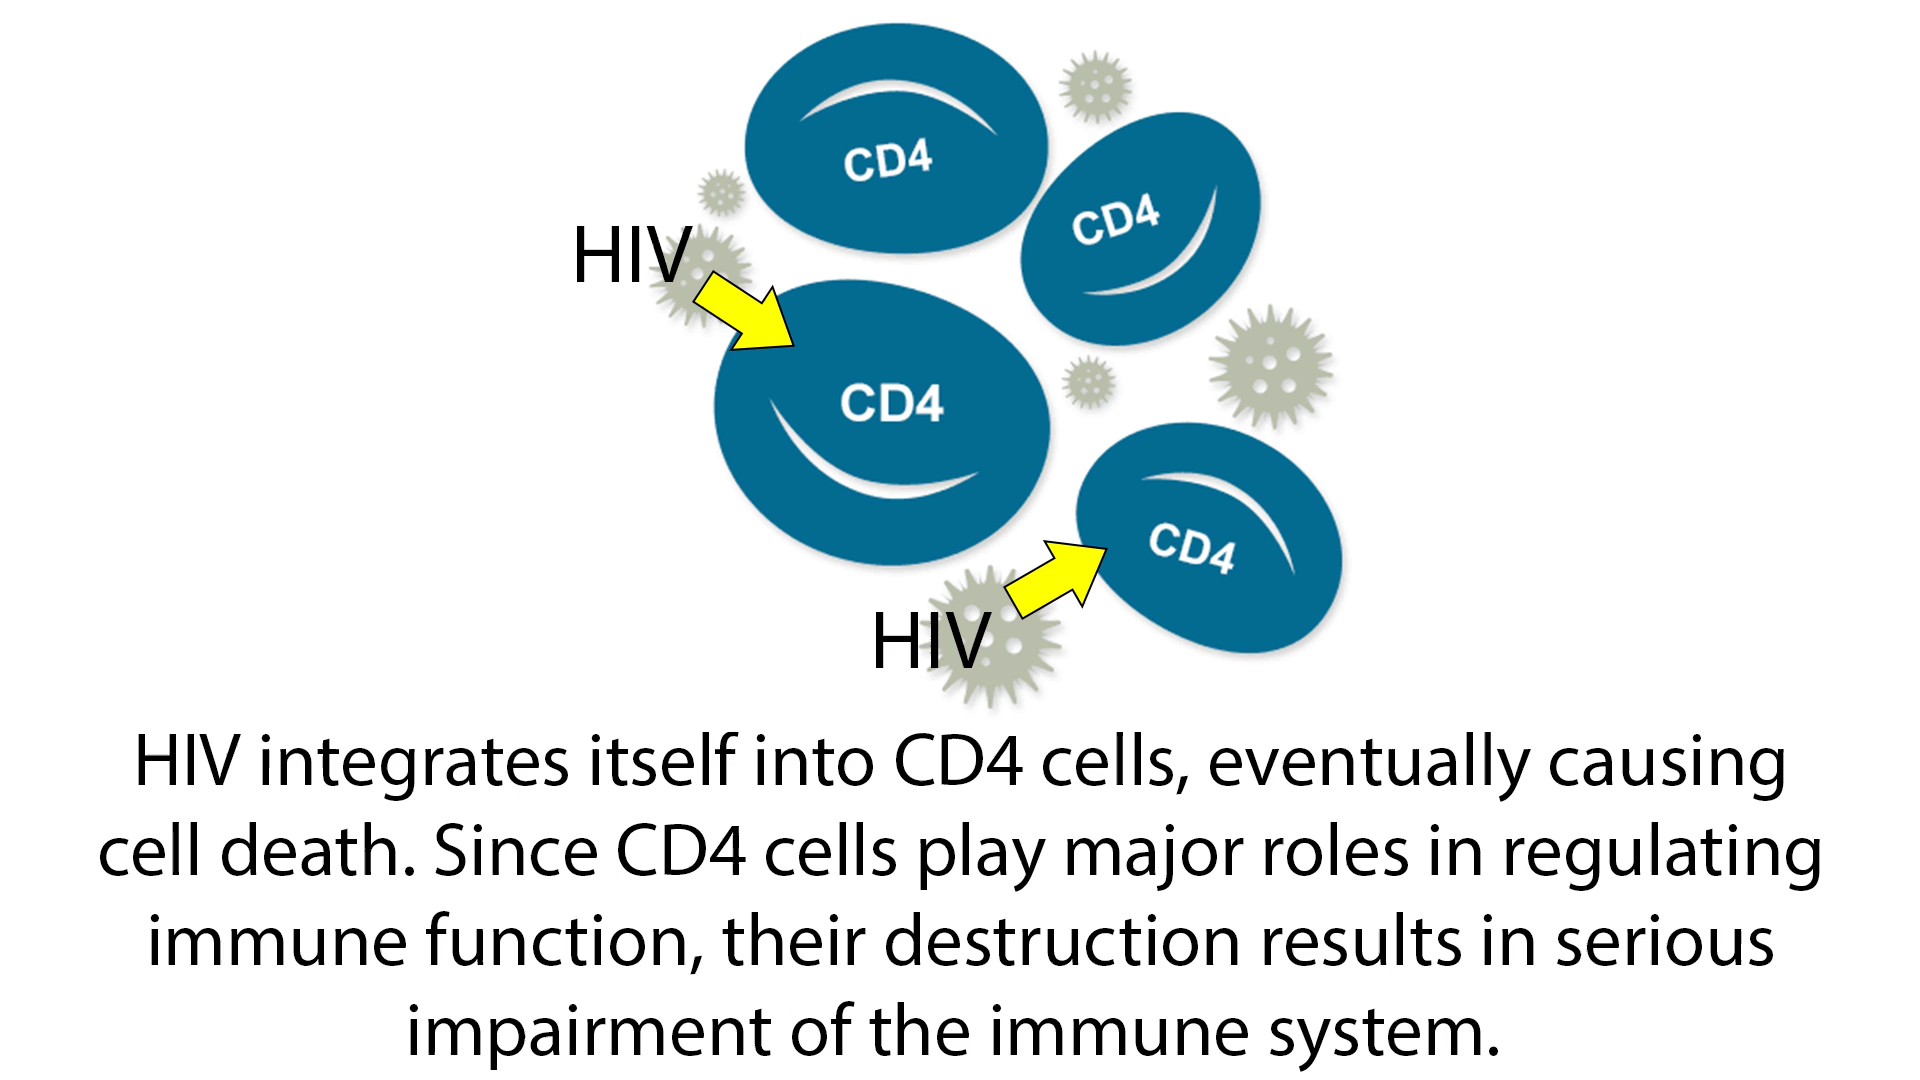 CD4
CD4
HIV
CD4
CD4
HIV
HIV integrates itself into CD4 cells, eventually causing
cell death. Since CD4 cells play major roles in regulating
immune function, their destruction results in serious
impairment of the immune system.